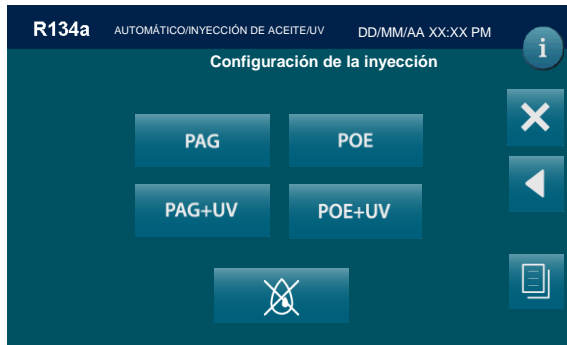 R134a AUTOMÁTICO/INYECCIÓN DE ACEITE/UV DD/MM/AA XX:XX PM
i
Configuración de la inyección
PAG POE
PAG+UV POE+UV